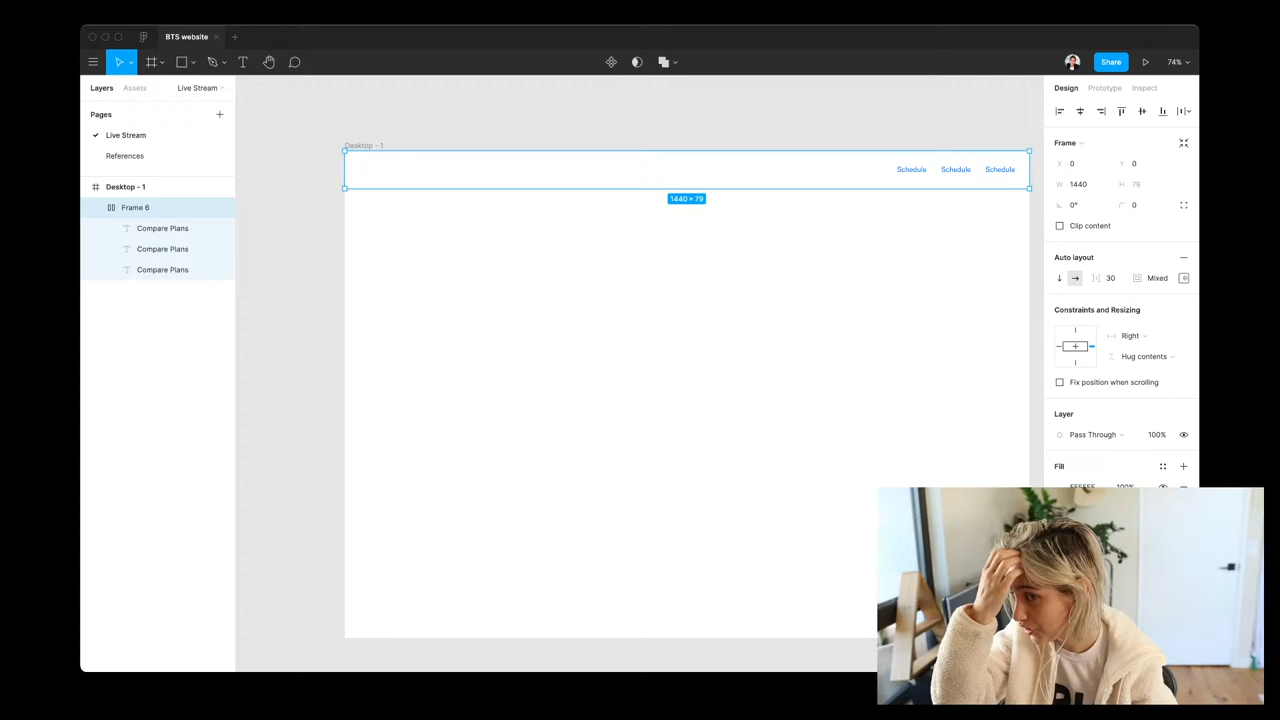 BTS website
Share
74%
Layers
Assets
Live Stream
Design
Prototype
Inspect
Pages
Live Stream
References
Desktop - 1
Frame 6
Compare Plans
Compare Plans
Compare Plans
Desktop - 1
Schedule
Schedule
Schedule
1440 × 79
Frame
X 0 Y 0
W 1440 H 79
0° 0
Clip content
Auto layout
30 Mixed
Constraints and Resizing
Right
Hug contents
Fix position when scrolling
Layer
Pass Through 100%
Fill
FFFFFF 100%